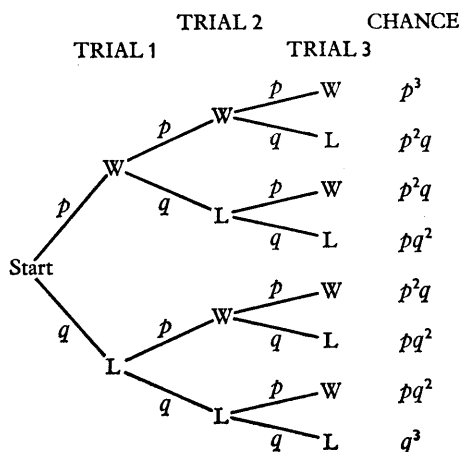 TRIAL 2 CHANCE
TRIAL 1 TRIAL 3
p W p³
p W
q L p²q
W
p W p²q
p q L
q L pq²
Start
p W p²q
q p W
q L pq²
L
p W pq²
q L
q L q³